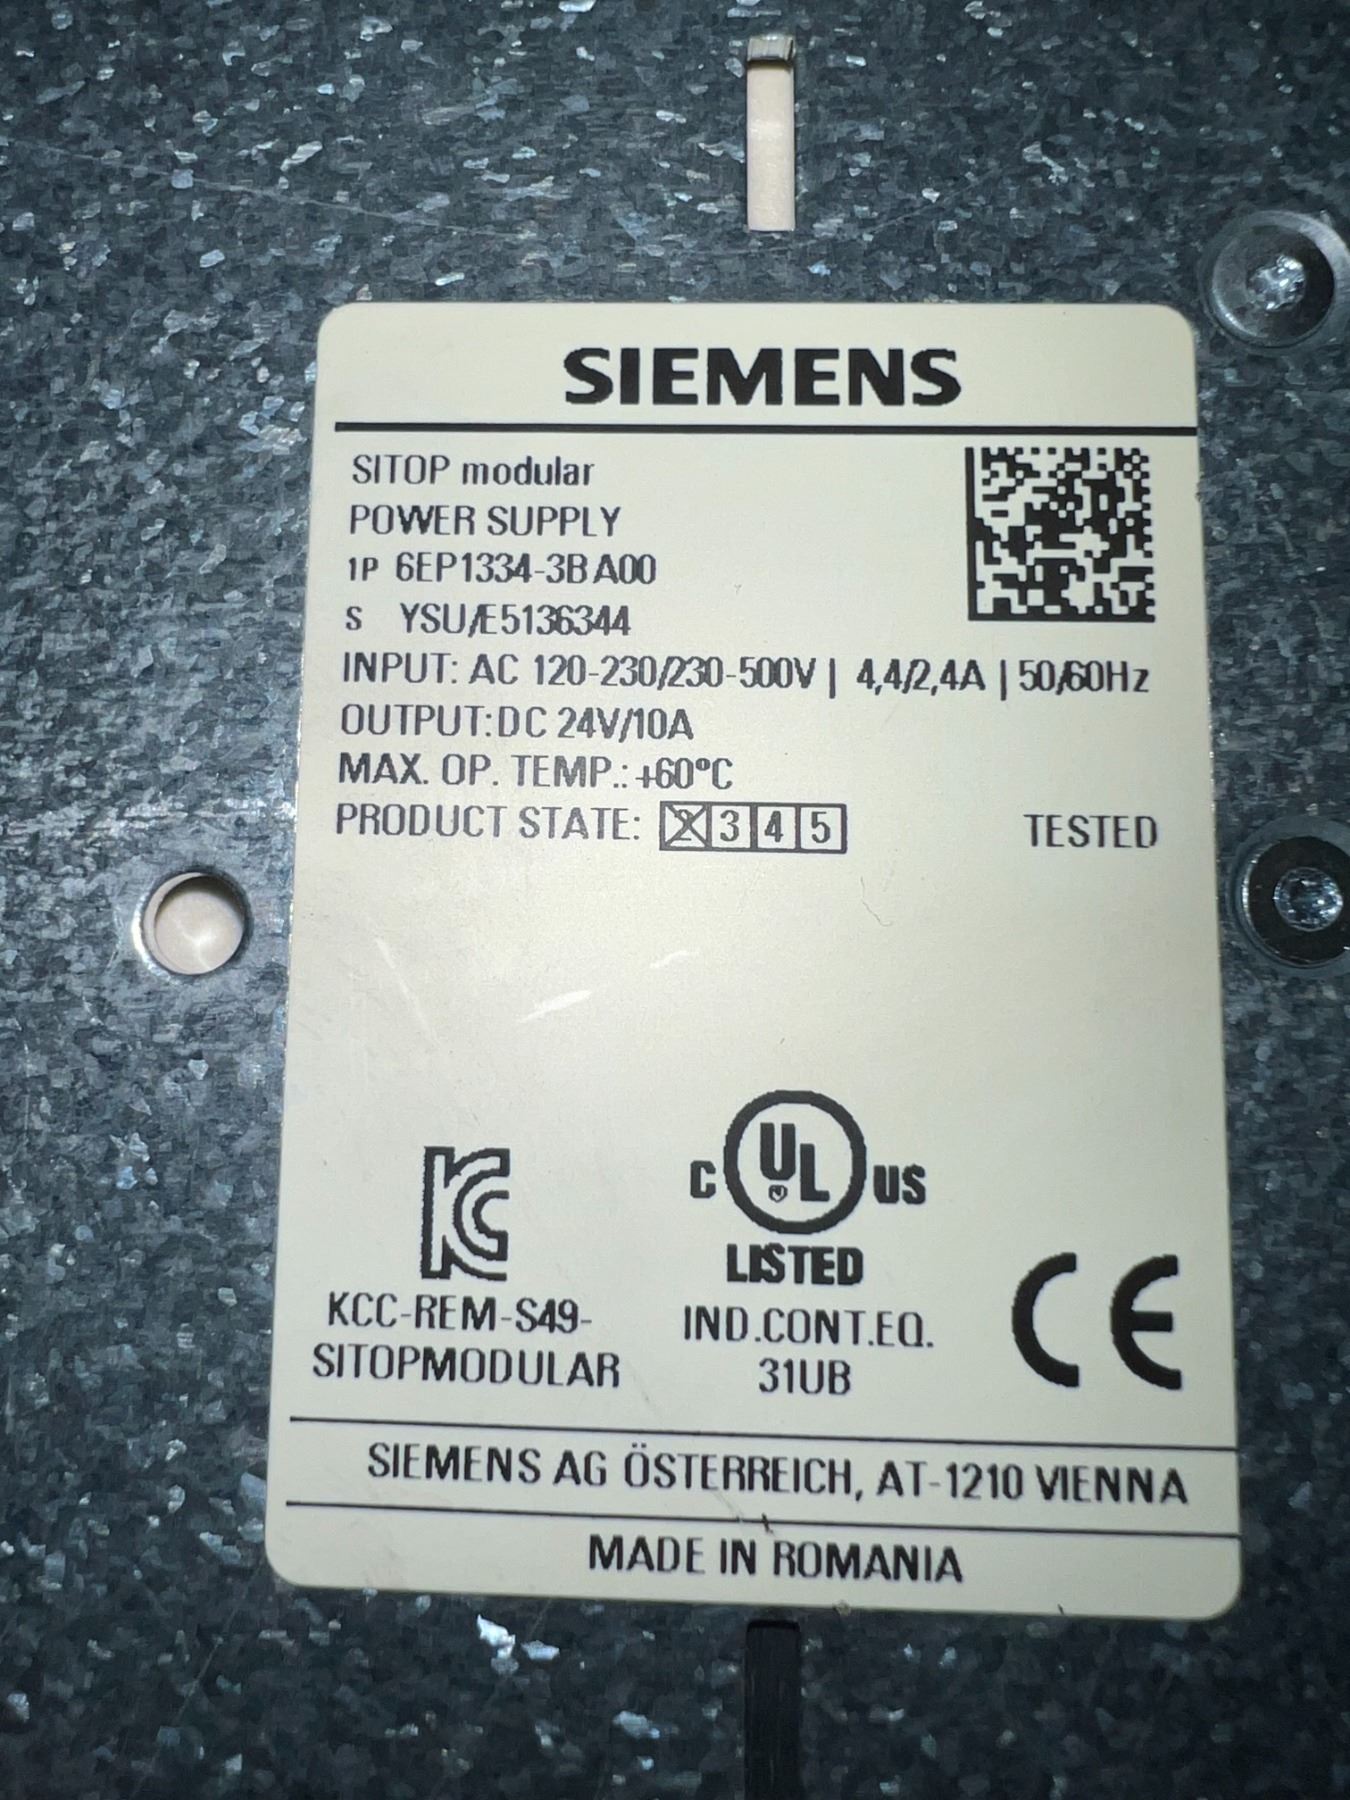 SIEMENS
SITOP modular
POWER SUPPLY
1P 6EP1334-3BA00
S YSU/E5136344
INPUT: AC 120-230/230-500V | 4,4/2,4A | 50/60Hz
OUTPUT: DC 24V/10A
MAX. OP. TEMP.: +60°C
PRODUCT STATE: 2 3 4 5 TESTED
C UL US
LISTED
KCC-REM-S49-
SITOPMODULAR
IND.CONT.EQ.
31UB
CE
SIEMENS AG ÖSTERREICH, AT-1210 VIENNA
MADE IN ROMANIA